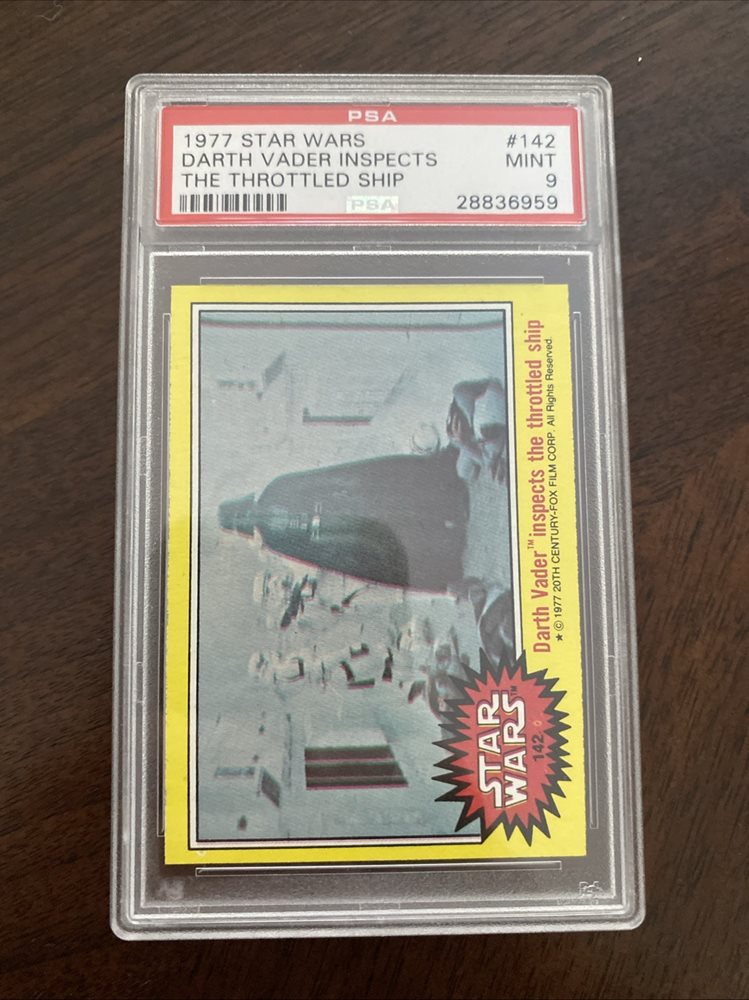 PSA
1977 STAR WARS #142
DARTH VADER INSPECTS MINT
THE THROTTLED SHIP 9
PSA 28836959
Darth Vader™ inspects the throttled ship
★ © 1977 20TH CENTURY-FOX FILM CORP. All Rights Reserved.
STAR
WARS™
142